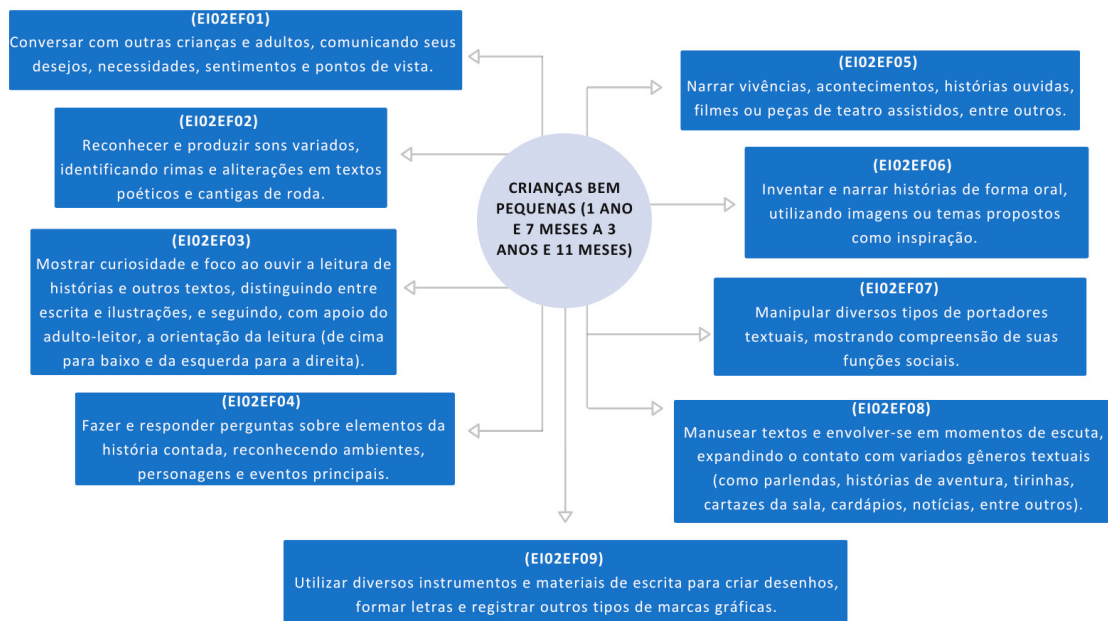 (EI02EF01)
Conversar com outras crianças e adultos, comunicando seus
desejos, necessidades, sentimentos e pontos de vista.
(EI02EF02)
Reconhecer e produzir sons variados,
identificando rimas e aliterações em textos
poéticos e cantigas de roda.
(EI02EF03)
Mostrar curiosidade e foco ao ouvir a leitura de
histórias e outros textos, distinguindo entre
escrita e ilustrações, e seguindo, com apoio do
adulto-leitor, a orientação da leitura (de cima
para baixo e da esquerda para a direita).
(EI02EF04)
Fazer e responder perguntas sobre elementos da
história contada, reconhecendo ambientes,
personagens e eventos principais.
CRIANÇAS BEM
PEQUENAS (1 ANO
E 7 MESES A 3
ANOS E 11 MESES)
(EI02EF05)
Narrar vivências, acontecimentos, histórias ouvidas,
filmes ou peças de teatro assistidos, entre outros.
(EI02EF06)
Inventar e narrar histórias de forma oral,
utilizando imagens ou temas propostos
como inspiração.
(EI02EF07)
Manipular diversos tipos de portadores
textuais, mostrando compreensão de suas
funções sociais.
(EI02EF08)
Manusear textos e envolver-se em momentos de escuta,
expandindo o contato com variados gêneros textuais
(como parlendas, histórias de aventura, tirinhas,
cartazes da sala, cardápios, notícias, entre outros).
(EI02EF09)
Utilizar diversos instrumentos e materiais de escrita para criar desenhos,
formar letras e registrar outros tipos de marcas gráficas.